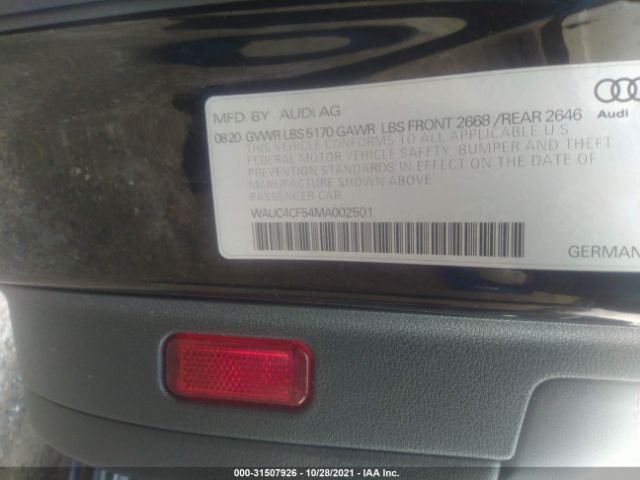 MFD. BY AUDI AG
08.20 GVWR LBS 5170 GAWR LBS FRONT 2668 /REAR 2646
THIS VEHICLE CONFORMS TO ALL APPLICABLE U S
FEDERAL MOTOR VEHICLE SAFETY, BUMPER AND THEFT
PREVENTION STANDARDS IN EFFECT ON THE DATE OF
MANUFACTURE SHOWN ABOVE
PASSENGER CAR
WAUC4CF54MA002501
Audi
GERMAN
000-31507926 - 10/28/2021 - IAA Inc.